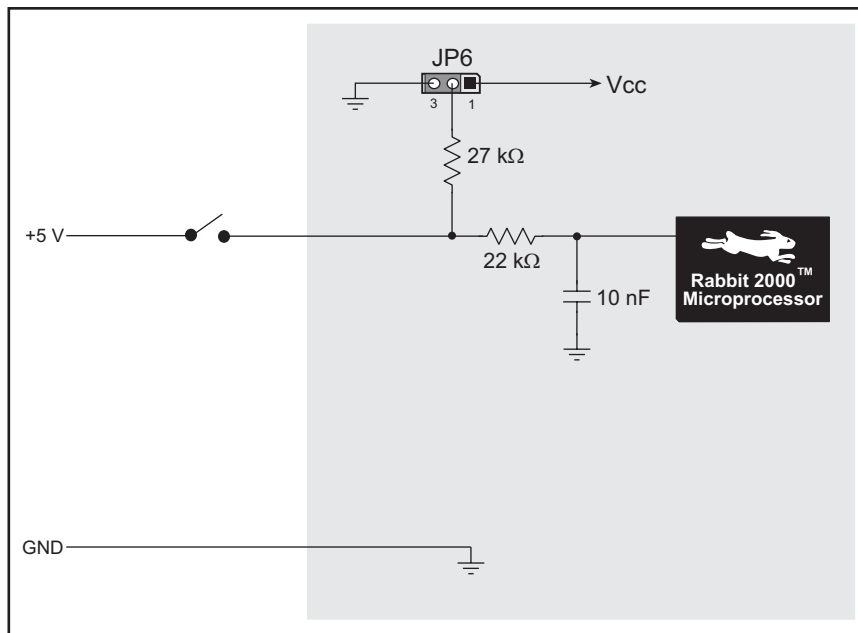 JP6
3 1
Vcc
27 kΩ
+5 V
22 kΩ
10 nF
Rabbit 2000™
Microprocessor
GND